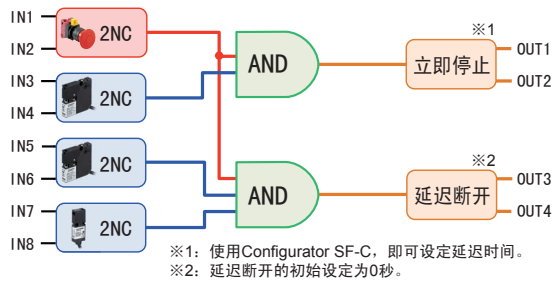 IN1
2NC
IN2
IN3
2NC
IN4
IN5
2NC
IN6
IN7
2NC
IN8
AND
AND
※1
立即停止
OUT1
OUT2
※2
延迟断开
OUT3
OUT4
※1：使用Configurator SF-C，即可设定延迟时间。
※2：延迟断开的初始设定为0秒。